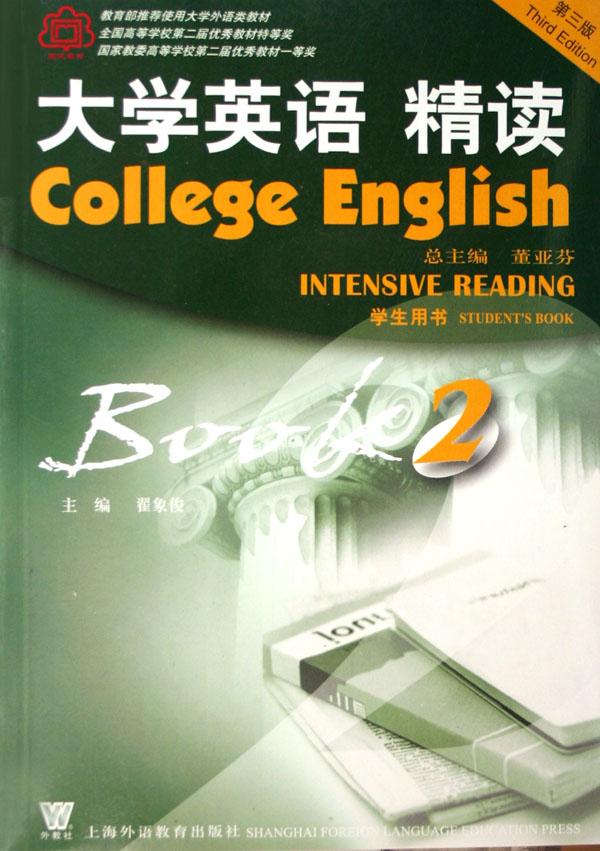 教育部推荐使用大学外语类教材
全国高等学校第二届优秀教材特等奖
国家教委高等学校第二届优秀教材一等奖
第三版
Third Edition
大学英语 精读
College English
总主编 董亚芬
INTENSIVE READING
学生用书 STUDENT'S BOOK
Book 2
主编 翟象俊
外教社
上海外语教育出版社 SHANGHAI FOREIGN LANGUAGE EDUCATION PRESS